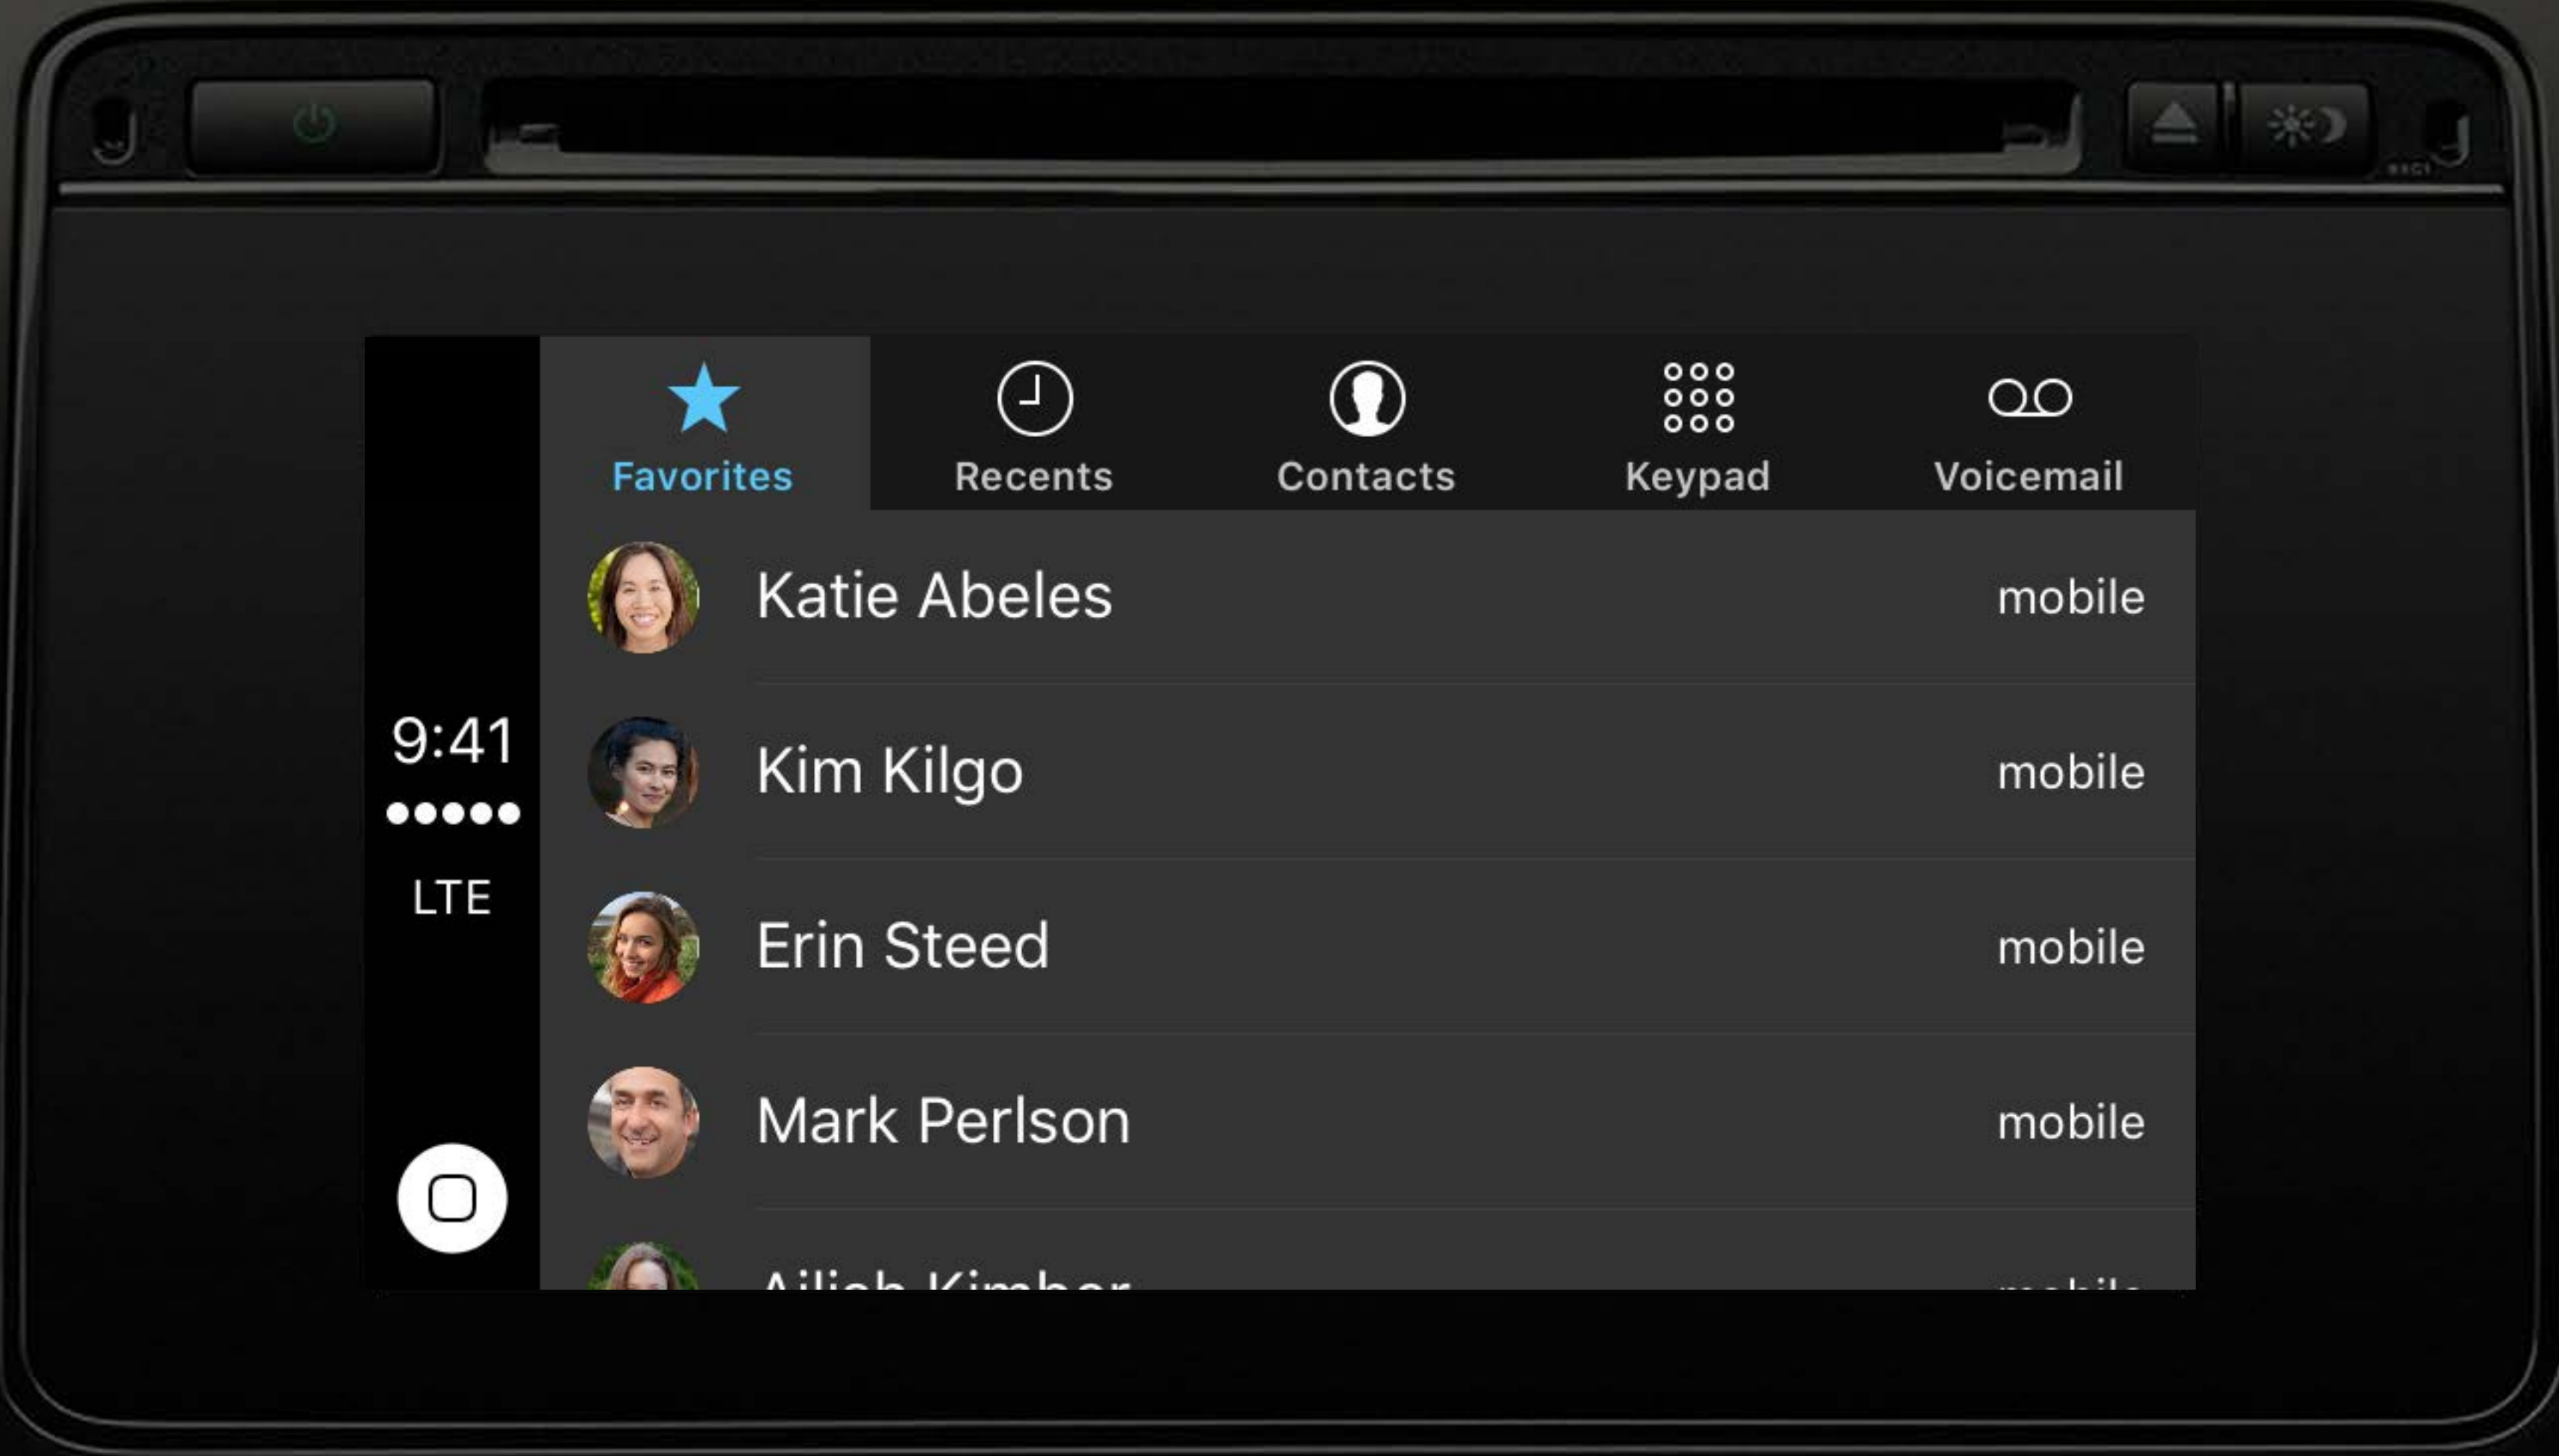 Favorites
Recents
Contacts
Keypad
Voicemail
Katie Abeles
mobile
Kim Kilgo
mobile
9:41
LTE
Erin Steed
mobile
Mark Perlson
mobile
mobile